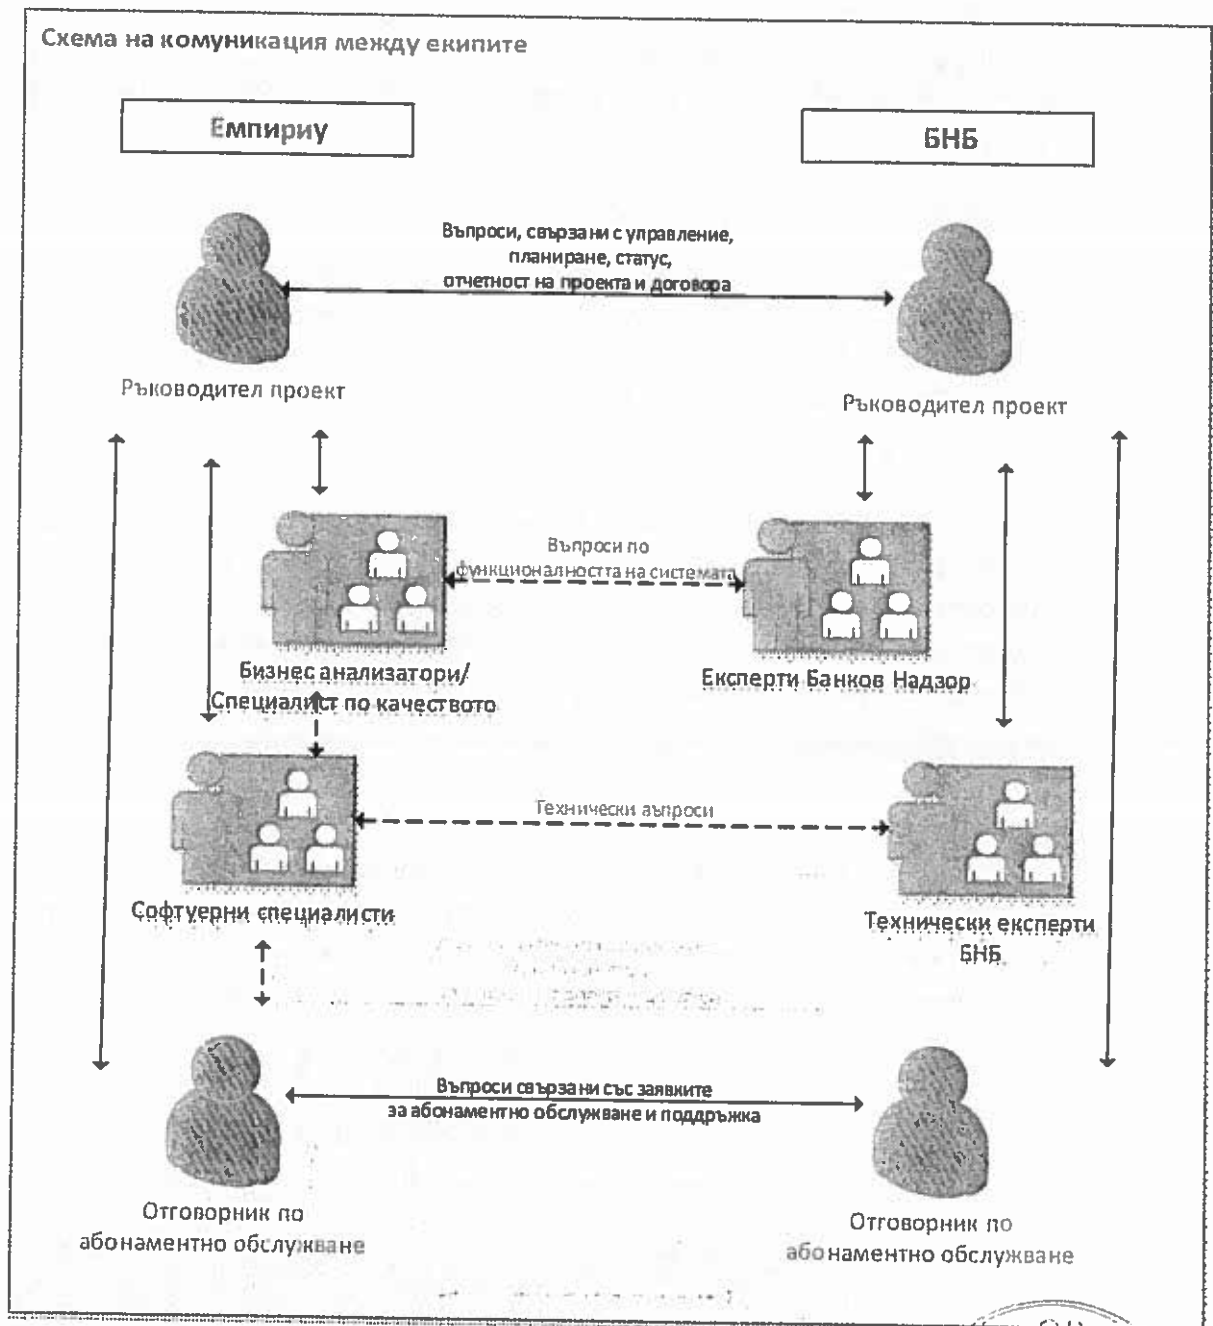 Схема на комуникация между екипите
Емпириу
БНБ
Въпроси, свързани с управление,
планиране, статус,
отчетност на проекта и договора
Ръководител проект
Ръководител проект
Въпроси по
функционалността на системата
Бизнес анализатори/
Специалист по качеството
Експерти Банков Надзор
Технически въпроси
Софтуерни специалисти
Технически експерти
БНБ
Въпроси свързани със заявките
за абонаментно обслужване и поддръжка
Отговорник по
абонаментно обслужване
Отговорник по
абонаментно обслужване